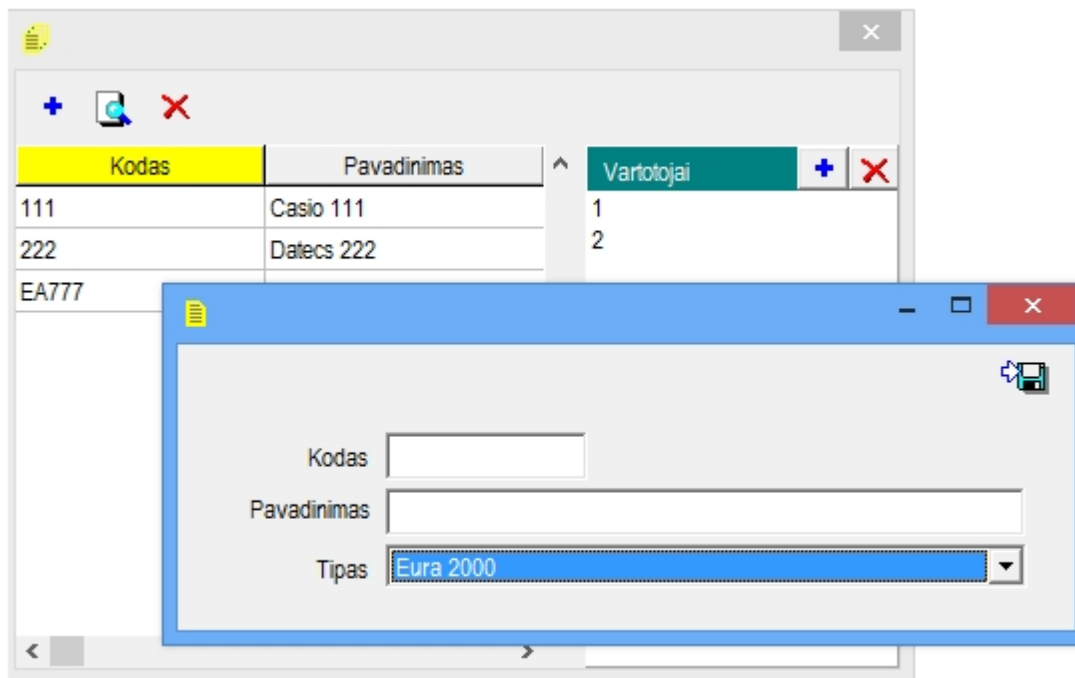 Kodas Pavadinimas Vartotojai
111 Casio 111 1
222 Datecs 222 2
EA777
Kodas
Pavadinimas
Tipas Eura 2000